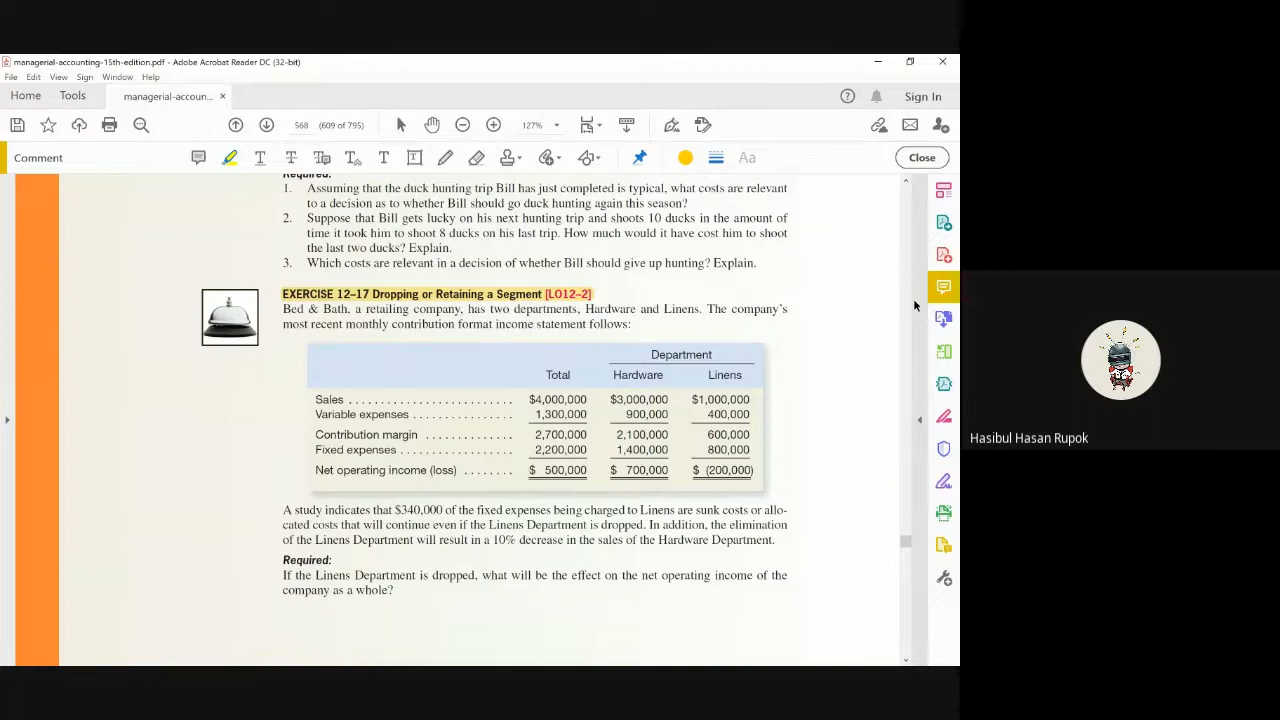 managerial-accounting-15th-edition.pdf - Adobe Acrobat Reader DC (32-bit)
File Edit View Sign Window Help
Home Tools managerial-accoun... × Sign In
568 (609 of 795) 127%
Comment Aa Close
Required:
1. Assuming that the duck hunting trip Bill has just completed is typical, what costs are relevant
to a decision as to whether Bill should go duck hunting again this season?
2. Suppose that Bill gets lucky on his next hunting trip and shoots 10 ducks in the amount of
time it took him to shoot 8 ducks on his last trip. How much would it have cost him to shoot
the last two ducks? Explain.
3. Which costs are relevant in a decision of whether Bill should give up hunting? Explain.
EXERCISE 12–17 Dropping or Retaining a Segment [LO12–2]
Bed & Bath, a retailing company, has two departments, Hardware and Linens. The company's
most recent monthly contribution format income statement follows:
Department
Total Hardware Linens
Sales . . . . . . . . . . . . . . . . . . . . . . . . . $4,000,000 $3,000,000 $1,000,000
Variable expenses . . . . . . . . . . . . . . . 1,300,000 900,000 400,000
Contribution margin . . . . . . . . . . . . . 2,700,000 2,100,000 600,000
Fixed expenses . . . . . . . . . . . . . . . . . 2,200,000 1,400,000 800,000
Net operating income (loss) . . . . . . . . $ 500,000 $ 700,000 $ (200,000)
A study indicates that $340,000 of the fixed expenses being charged to Linens are sunk costs or allo-
cated costs that will continue even if the Linens Department is dropped. In addition, the elimination
of the Linens Department will result in a 10% decrease in the sales of the Hardware Department.
Required:
If the Linens Department is dropped, what will be the effect on the net operating income of the
company as a whole?
Hasibul Hasan Rupok